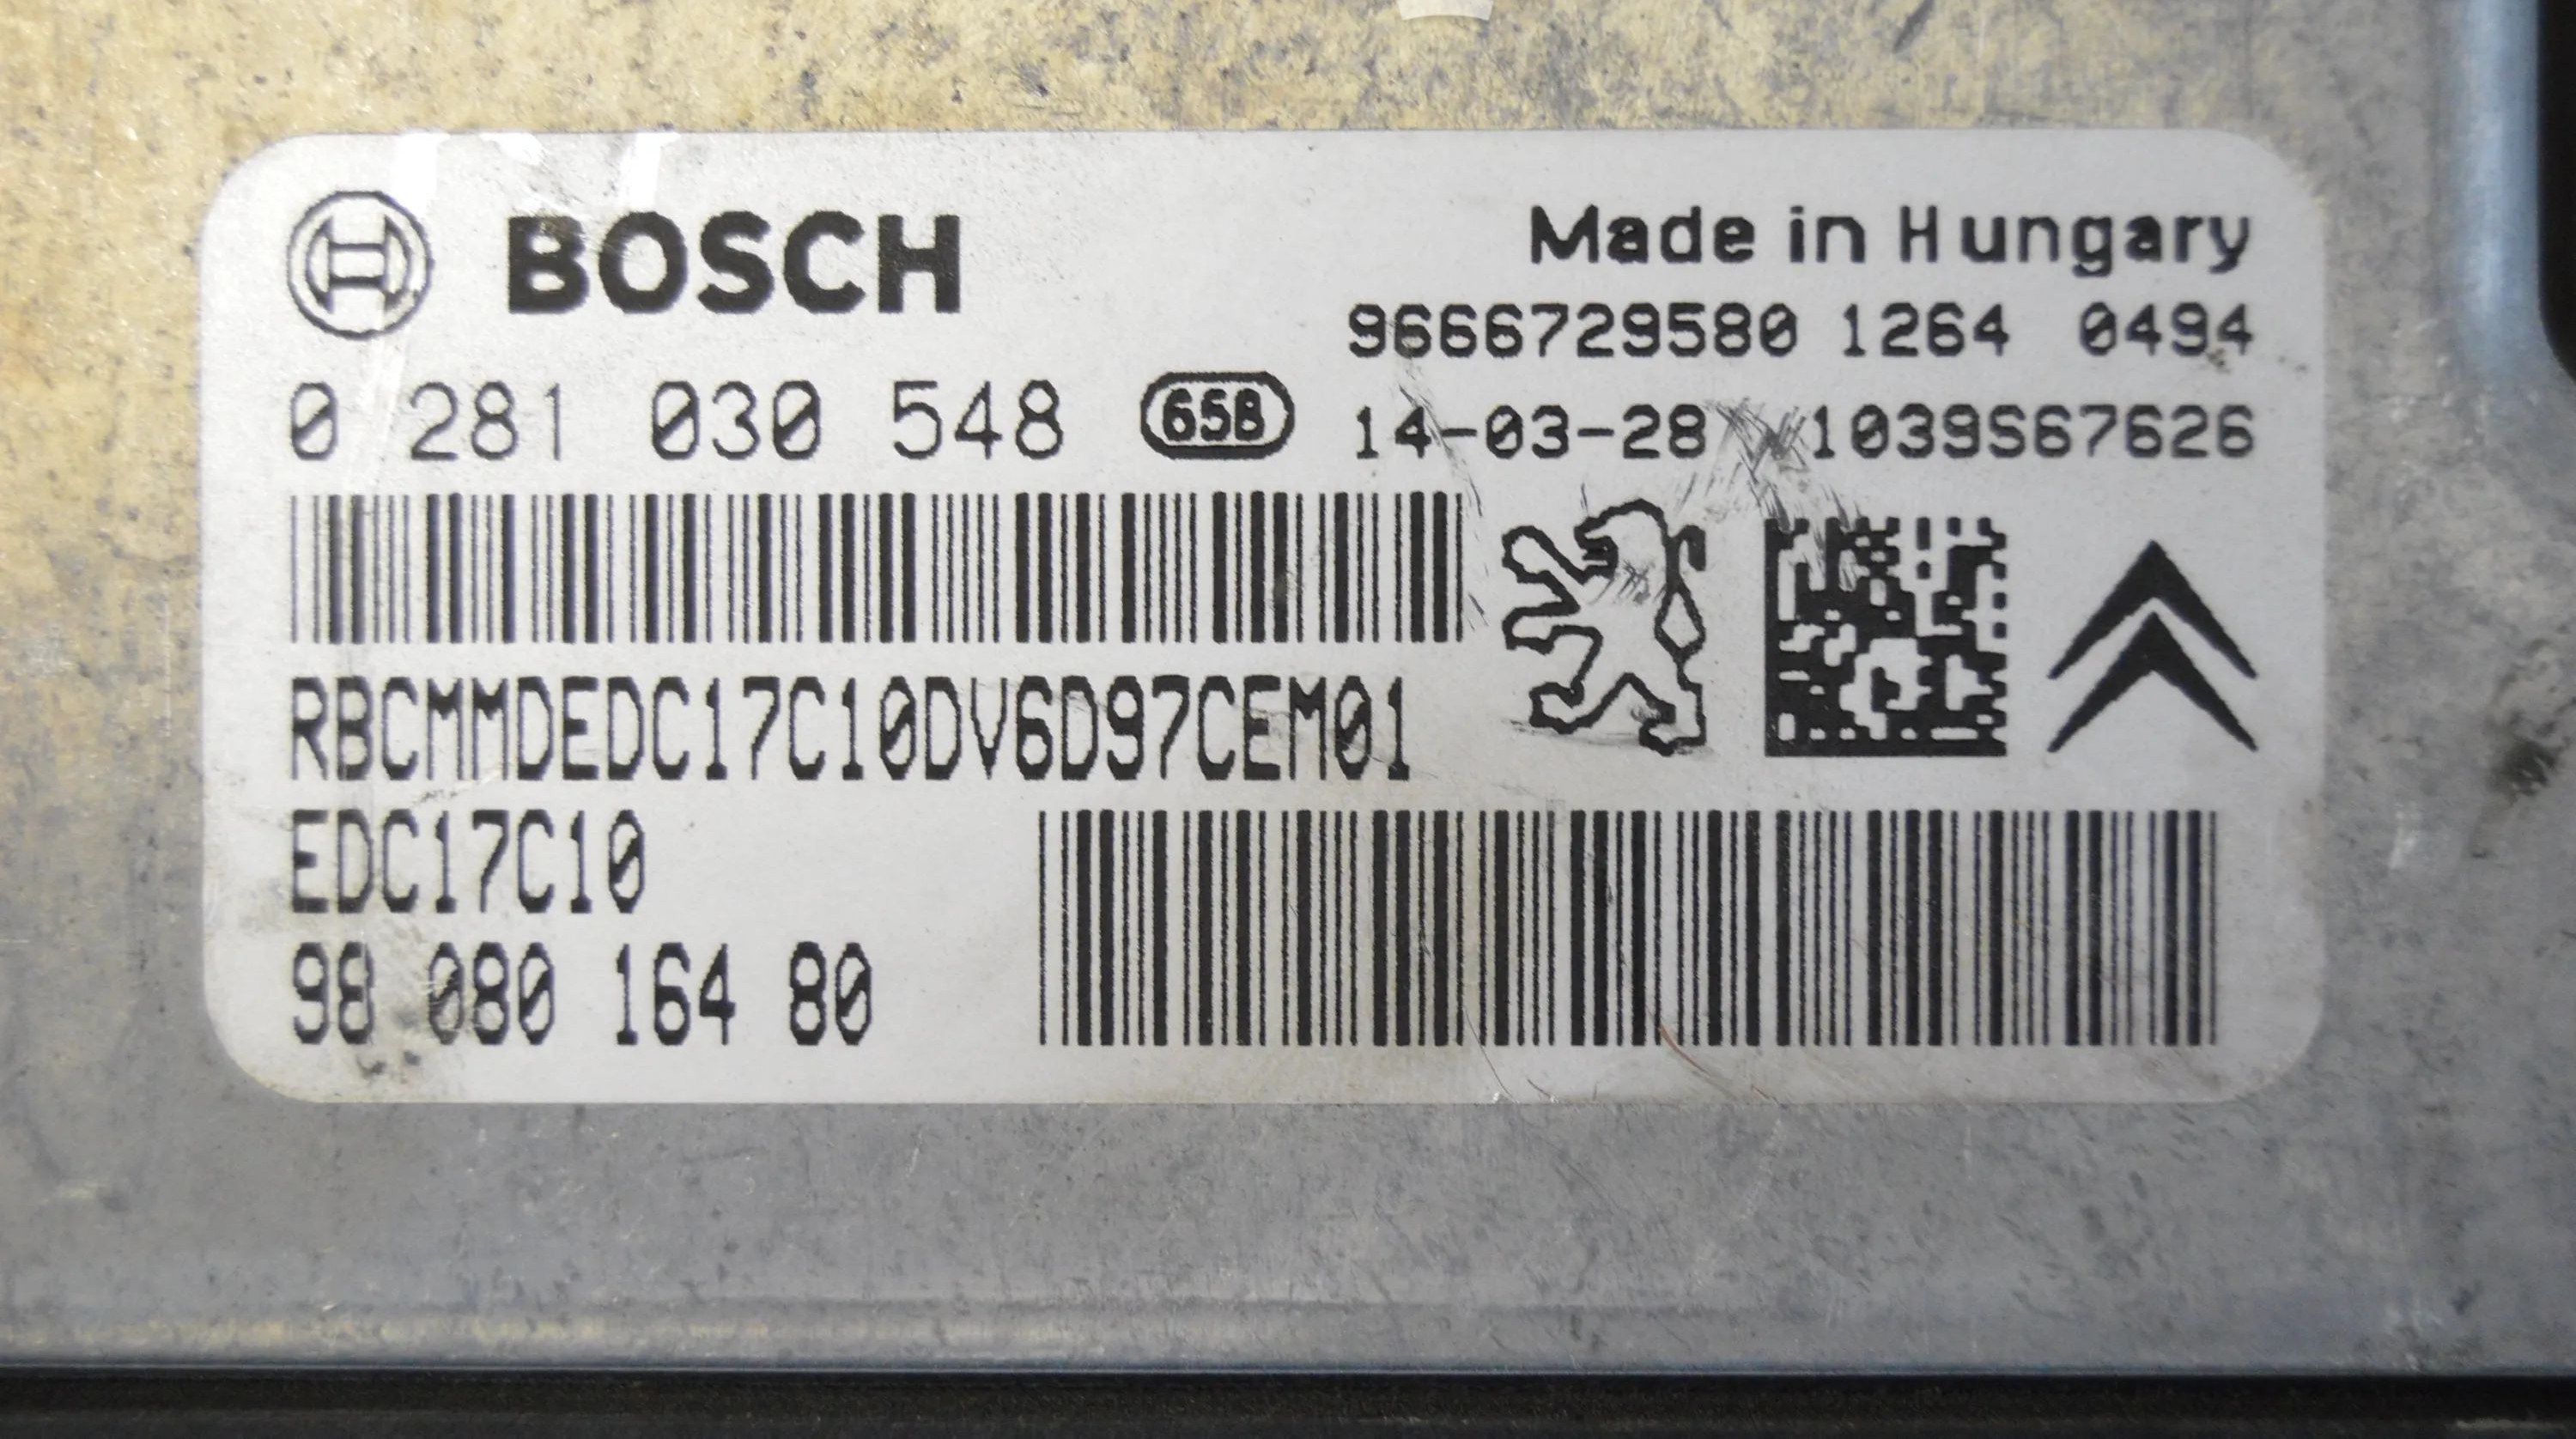 BOSCH
Made in Hungary
9666729580 1264 0494
0 281 030 548 65B 14-03-28 1039S67626
RBCMMDEDC17C10DV6D97CEM01
EDC17C10
98 080 164 80